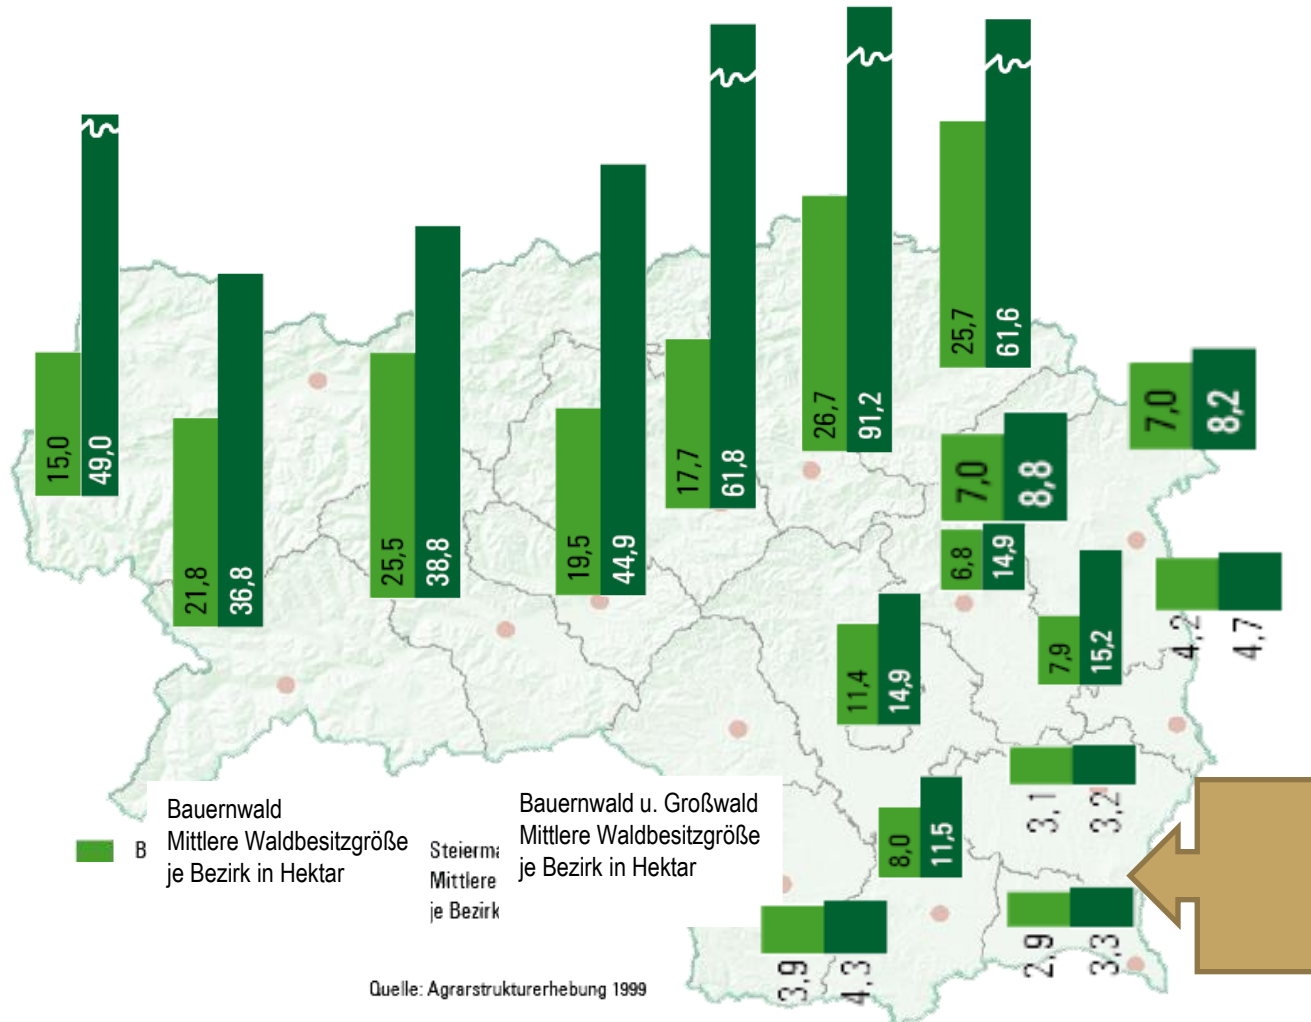 15,0 49,0
21,8 36,8
25,5 38,8
19,5 44,9
17,7 61,8
26,7 91,2
25,7 61,6
7,0 8,2
7,0 8,8
6,8 14,9
4,2 4,7
7,9 15,2
11,4 14,9
3,1 3,2
8,0 11,5
2,9 3,3
3,9 4,3
B
Bauernwald
Mittlere Waldbesitzgröße
je Bezirk in Hektar
Steierma
Mittlere
je Bezirk
Bauernwald u. Großwald
Mittlere Waldbesitzgröße
je Bezirk in Hektar
Quelle: Agrarstrukturerhebung 1999